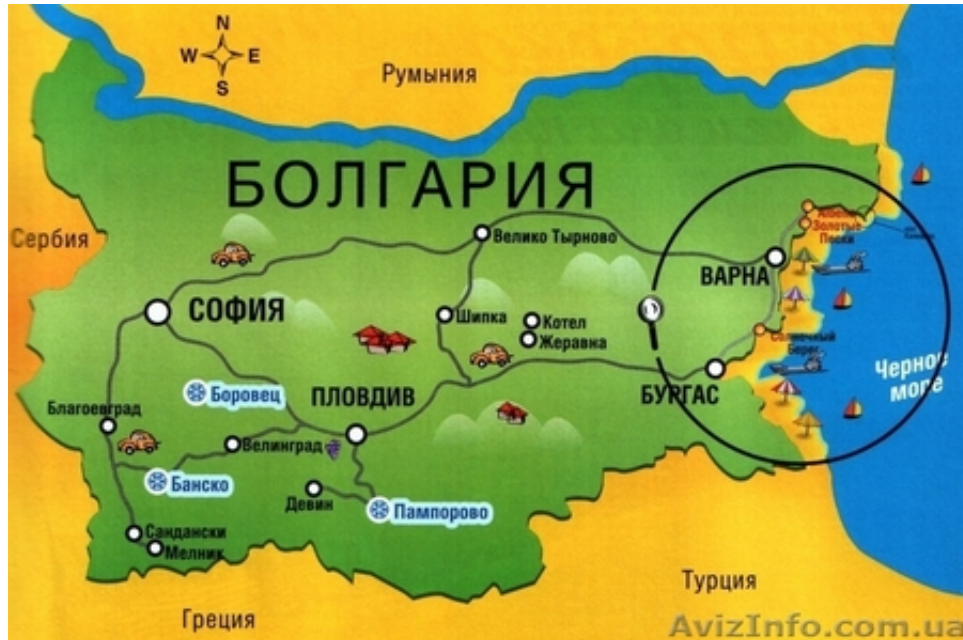 N
W E
S
Румыния
БОЛГАРИЯ
Сербия
Албена
Золотые
Пески
Велико Тырново
ВАРНА
СОФИЯ
Шипка
Котел
Жеравна
Солнечный
Берег
Черное
море
Боровец
ПЛОВДИВ
БУРГАС
Благоевград
Велинград
Банско
Девин
Пампорово
Сандански
Мелник
Турция
Греция
AvizInfo.com.ua